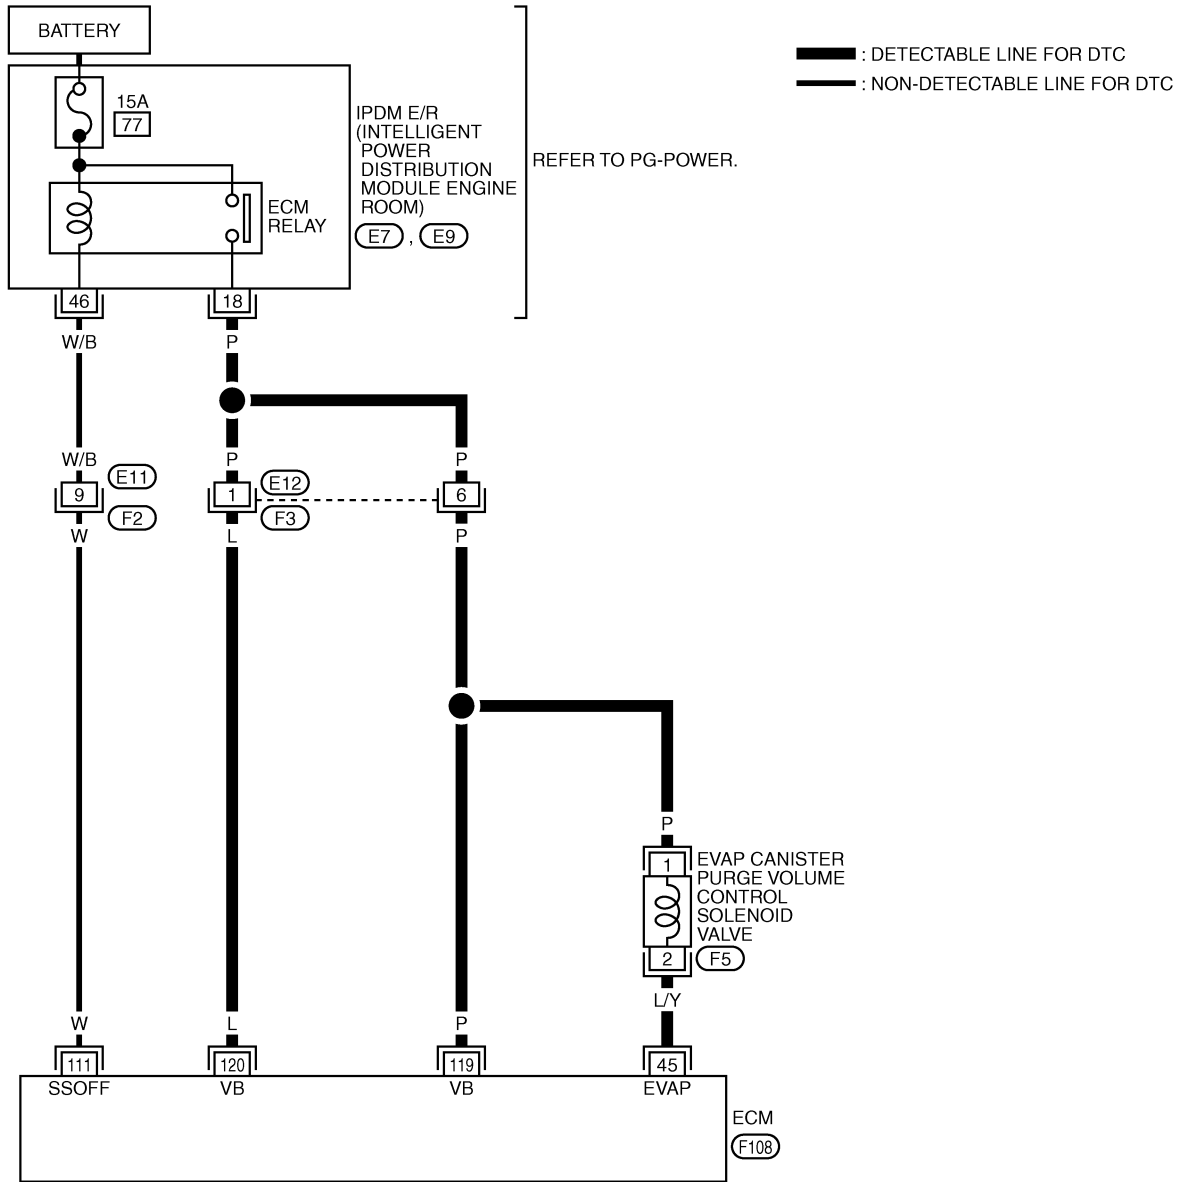 BATTERY
: DETECTABLE LINE FOR DTC
: NON-DETECTABLE LINE FOR DTC
15A
77
IPDM E/R
(INTELLIGENT
POWER
DISTRIBUTION
MODULE ENGINE
ROOM)
E7 , E9
REFER TO PG-POWER.
ECM
RELAY
46 18
W/B P
W/B P P
9 E11 1 E12 6
F2 F3
W L P
P
1 EVAP CANISTER
PURGE VOLUME
CONTROL
SOLENOID
VALVE
2 F5
L/Y
W L P
111 120 119 45
SSOFF VB VB EVAP
ECM
F108